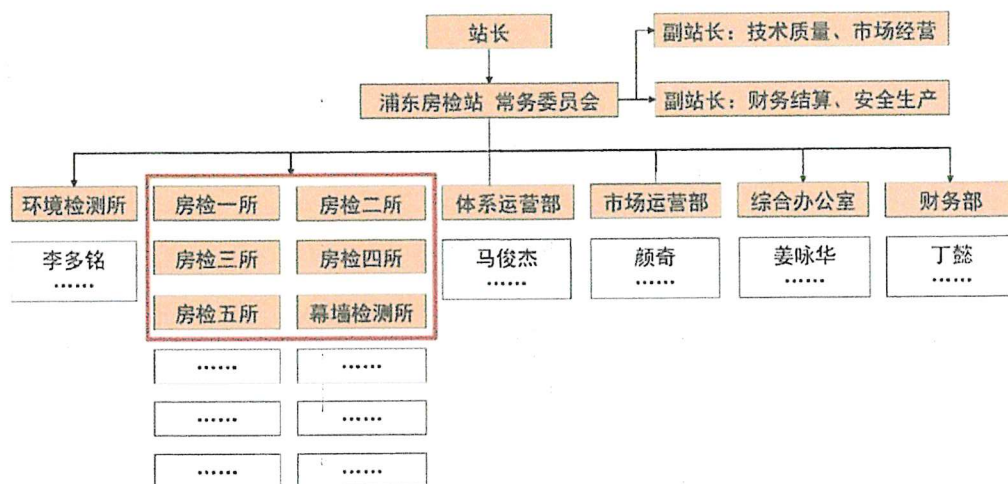 站长
副站长：技术质量、市场经营
浦东房检站 常务委员会
副站长：财务结算、安全生产
环境检测所
房检一所
房检二所
体系运营部
市场运营部
综合办公室
财务部
李多铭
……
房检三所
房检四所
马俊杰
……
颜奇
……
姜咏华
……
丁懿
……
房检五所
幕墙检测所
……
……
……
……
……
……